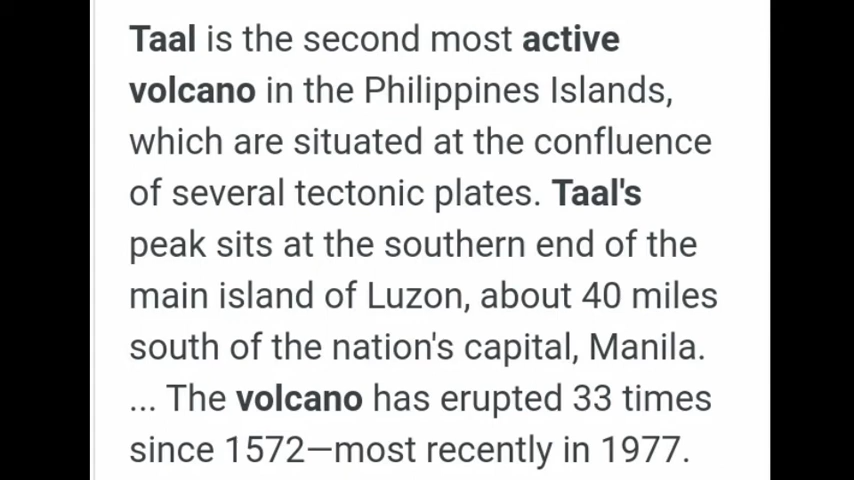 Taal is the second most active
volcano in the Philippines Islands,
which are situated at the confluence
of several tectonic plates. Taal's
peak sits at the southern end of the
main island of Luzon, about 40 miles
south of the nation's capital, Manila.
... The volcano has erupted 33 times
since 1572—most recently in 1977.